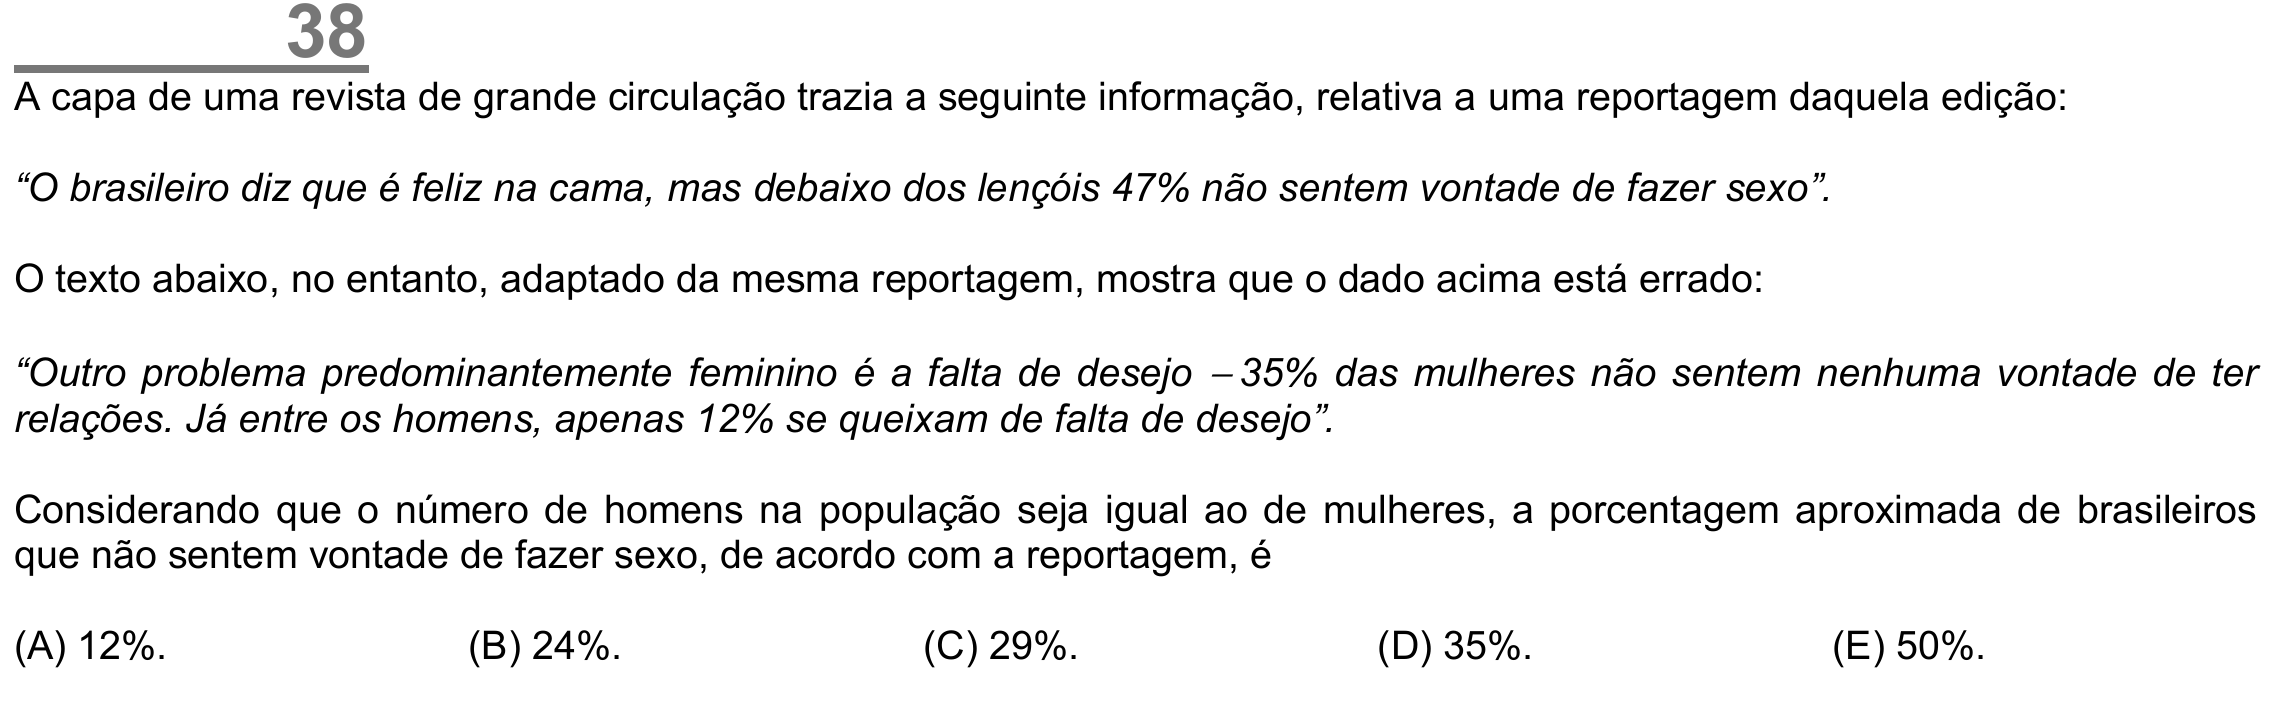 38
A capa de uma revista de grande circulação trazia a seguinte informação, relativa a uma reportagem daquela edição:
“O brasileiro diz que é feliz na cama, mas debaixo dos lençóis 47% não sentem vontade de fazer sexo”.
O texto abaixo, no entanto, adaptado da mesma reportagem, mostra que o dado acima está errado:
“Outro problema predominantemente feminino é a falta de desejo – 35% das mulheres não sentem nenhuma vontade de ter
relações. Já entre os homens, apenas 12% se queixam de falta de desejo”.
Considerando que o número de homens na população seja igual ao de mulheres, a porcentagem aproximada de brasileiros
que não sentem vontade de fazer sexo, de acordo com a reportagem, é
(A) 12%. (B) 24%. (C) 29%. (D) 35%. (E) 50%.